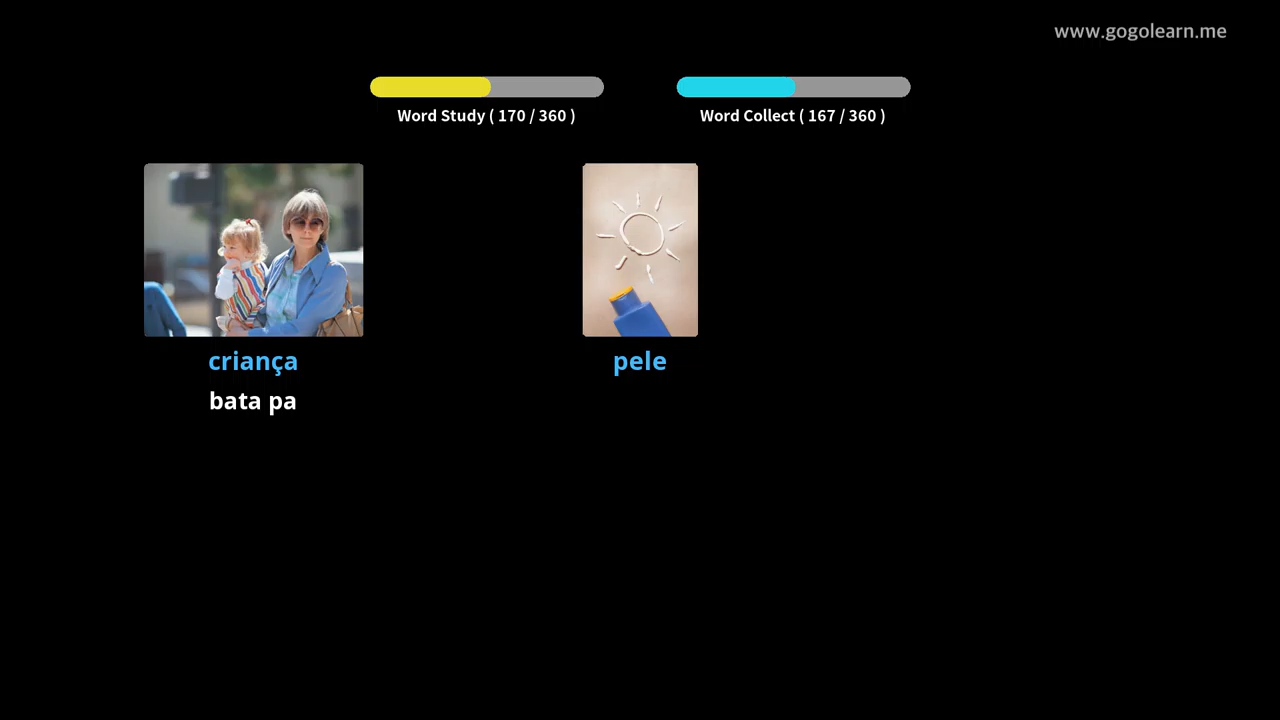 www.gogolearn.me
Word Study ( 170 / 360 )
Word Collect ( 167 / 360 )
criança
pele
bata pa